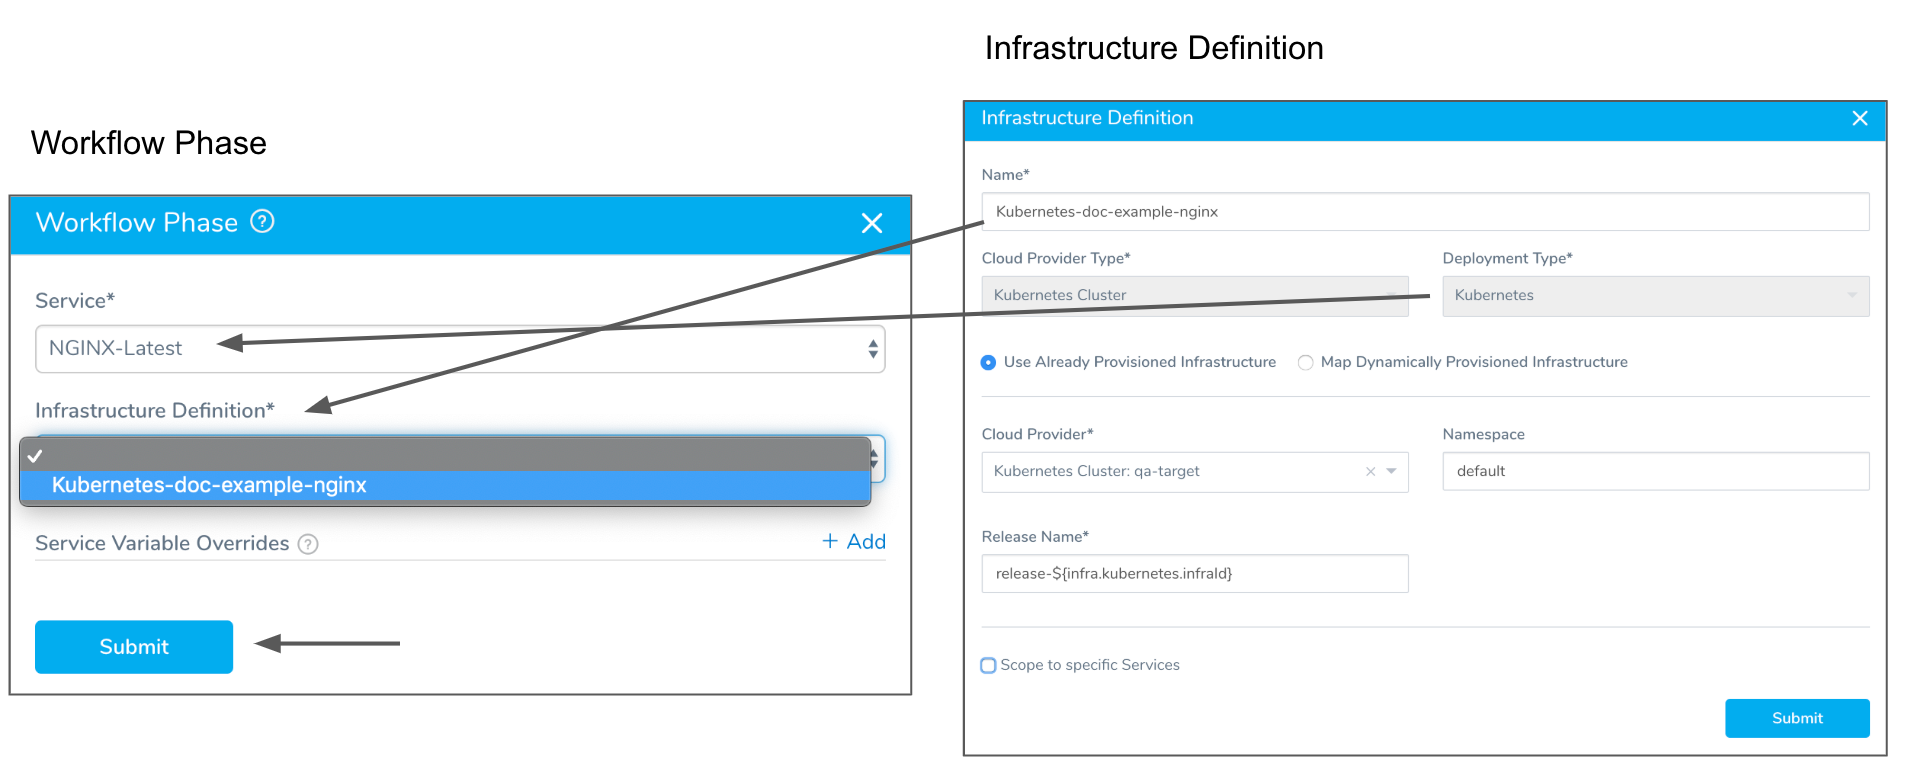 Infrastructure Definition
Workflow Phase
Workflow Phase ?
Service*
NGINX-Latest
Infrastructure Definition*
Kubernetes-doc-example-nginx
Service Variable Overrides ?
+ Add
Submit
Infrastructure Definition
Name*
Kubernetes-doc-example-nginx
Cloud Provider Type*
Deployment Type*
Kubernetes Cluster
Kubernetes
Use Already Provisioned Infrastructure
Map Dynamically Provisioned Infrastructure
Cloud Provider*
Namespace
Kubernetes Cluster: qa-target
default
Release Name*
release-${infra.kubernetes.infraId}
Scope to specific Services
Submit